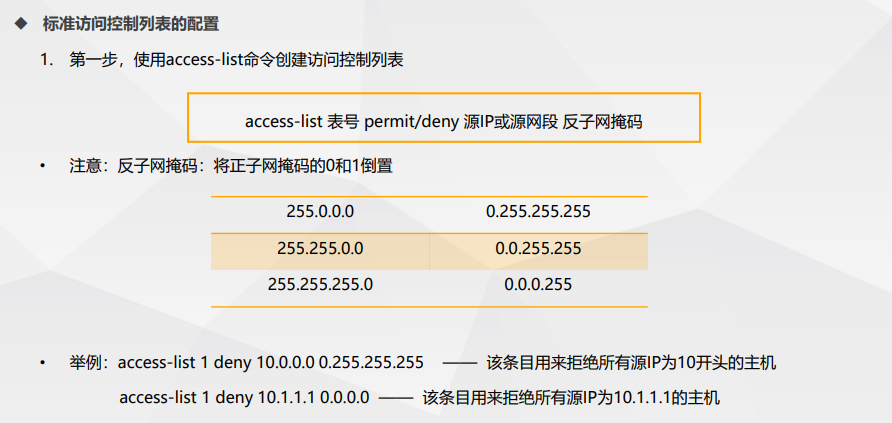 ◆ 标准访问控制列表的配置
1. 第一步，使用access-list命令创建访问控制列表
access-list 表号 permit/deny 源IP或源网段 反子网掩码
• 注意：反子网掩码：将正子网掩码的0和1倒置
255.0.0.0 0.255.255.255
255.255.0.0 0.0.255.255
255.255.255.0 0.0.0.255
• 举例：access-list 1 deny 10.0.0.0 0.255.255.255 —— 该条目用来拒绝所有源IP为10开头的主机
access-list 1 deny 10.1.1.1 0.0.0.0 —— 该条目用来拒绝所有源IP为10.1.1.1的主机